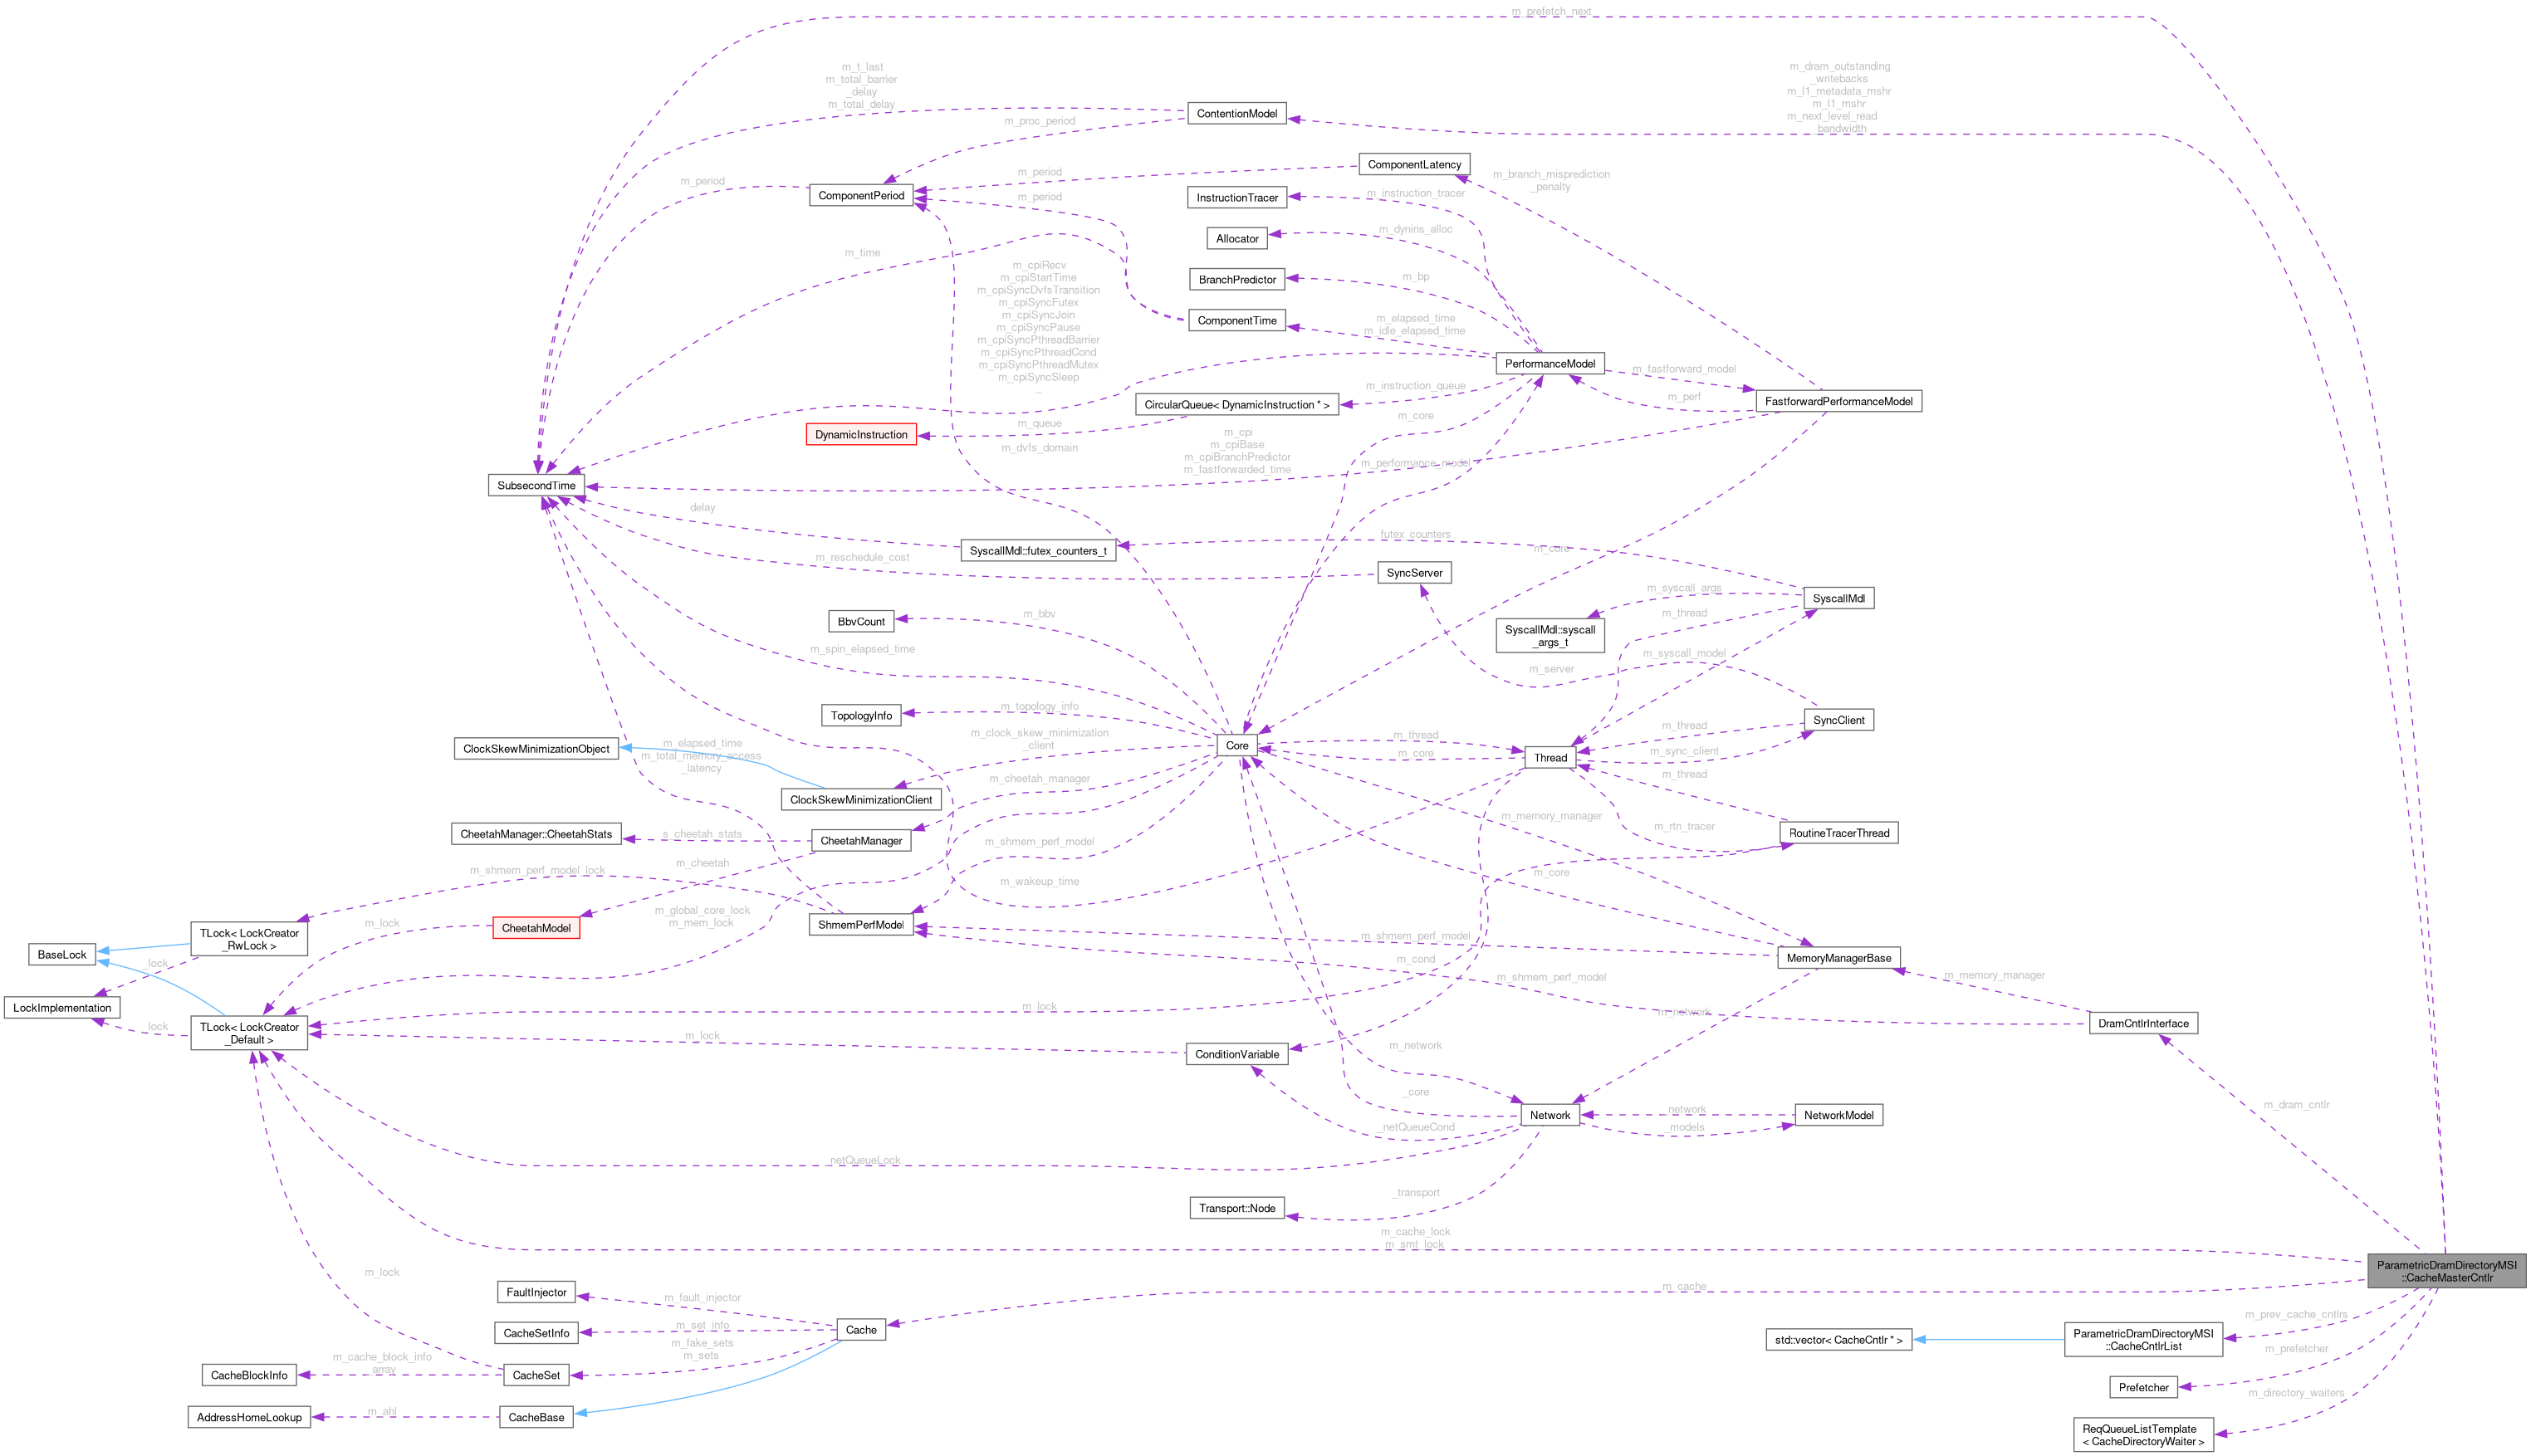 m_prefetch_next
m_t_last
m_total_barrier
_delay
m_total_delay
m_dram_outstanding
_writebacks
m_l1_metadata_mshr
m_l1_mshr
m_next_level_read
_bandwidth
ContentionModel
m_proc_period
ComponentLatency
m_period
m_period
ComponentPeriod
m_period
InstructionTracer
m_instruction_tracer
m_branch_misprediction
_penalty
Allocator
m_dynins_alloc
m_time
BranchPredictor
m_bp
m_cpiRecv
m_cpiStartTime
m_cpiSyncDvfsTransition
m_cpiSyncFutex
m_cpiSyncJoin
m_cpiSyncPause
m_cpiSyncPthreadBarrier
m_cpiSyncPthreadCond
m_cpiSyncPthreadMutex
m_cpiSyncSleep
...
ComponentTime
m_elapsed_time
m_idle_elapsed_time
PerformanceModel
m_fastforward_model
m_perf
FastforwardPerformanceModel
m_instruction_queue
CircularQueue< DynamicInstruction * >
m_queue
DynamicInstruction
m_core
m_dvfs_domain
m_cpi
m_cpiBase
m_cpiBranchPredictor
m_fastforwarded_time
m_performance_model
SubsecondTime
delay
SyscallMdl::futex_counters_t
futex_counters
m_core
m_reschedule_cost
SyncServer
m_syscall_args
SyscallMdl
m_thread
SyscallMdl::syscall
_args_t
BbvCount
m_bbv
m_spin_elapsed_time
m_server
m_syscall_model
TopologyInfo
m_topology_info
SyncClient
m_thread
m_sync_client
m_clock_skew_minimization
_client
Core
m_thread
m_core
Thread
m_thread
ClockSkewMinimizationObject
m_elapsed_time
m_total_memory_access
_latency
ClockSkewMinimizationClient
m_cheetah_manager
m_memory_manager
m_rtn_tracer
RoutineTracerThread
CheetahManager::CheetahStats
s_cheetah_stats
CheetahManager
m_shmem_perf_model
m_cheetah
m_shmem_perf_model_lock
m_wakeup_time
m_core
m_global_core_lock
m_mem_lock
m_lock
CheetahModel
ShmemPerfModel
TLock< LockCreator
_RwLock >
BaseLock
_lock
m_shmem_perf_model
m_cond
MemoryManagerBase
m_shmem_perf_model
m_memory_manager
LockImplementation
_lock
TLock< LockCreator
_Default >
m_lock
m_network
DramCntlrInterface
m_lock
ConditionVariable
m_network
_core
_netQueueCond
Network
network
_models
NetworkModel
m_dram_cntlr
_netQueueLock
Transport::Node
_transport
m_cache_lock
m_smt_lock
ParametricDramDirectoryMSI
::CacheMasterCntlr
m_lock
FaultInjector
m_fault_injector
m_cache
CacheSetInfo
m_set_info
Cache
m_fake_sets
m_sets
m_prev_cache_cntlrs
std::vector< CacheCntlr * >
ParametricDramDirectoryMSI
::CacheCntlrList
m_prefetcher
CacheBlockInfo
m_cache_block_info
_array
CacheSet
Prefetcher
m_directory_waiters
AddressHomeLookup
m_ahl
CacheBase
ReqQueueListTemplate
< CacheDirectoryWaiter >